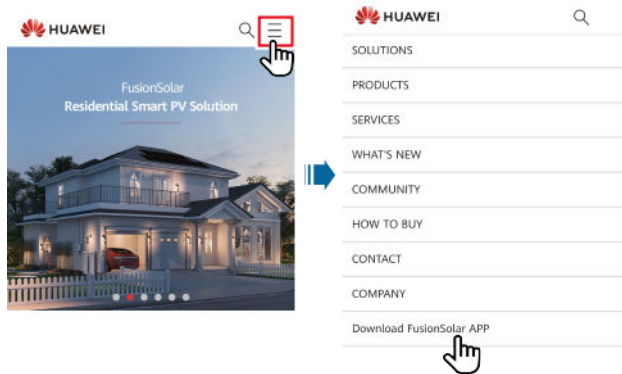 HUAWEI
FusionSolar
Residential Smart PV Solution
HUAWEI
SOLUTIONS
PRODUCTS
SERVICES
WHAT'S NEW
COMMUNITY
HOW TO BUY
CONTACT
COMPANY
Download FusionSolar APP